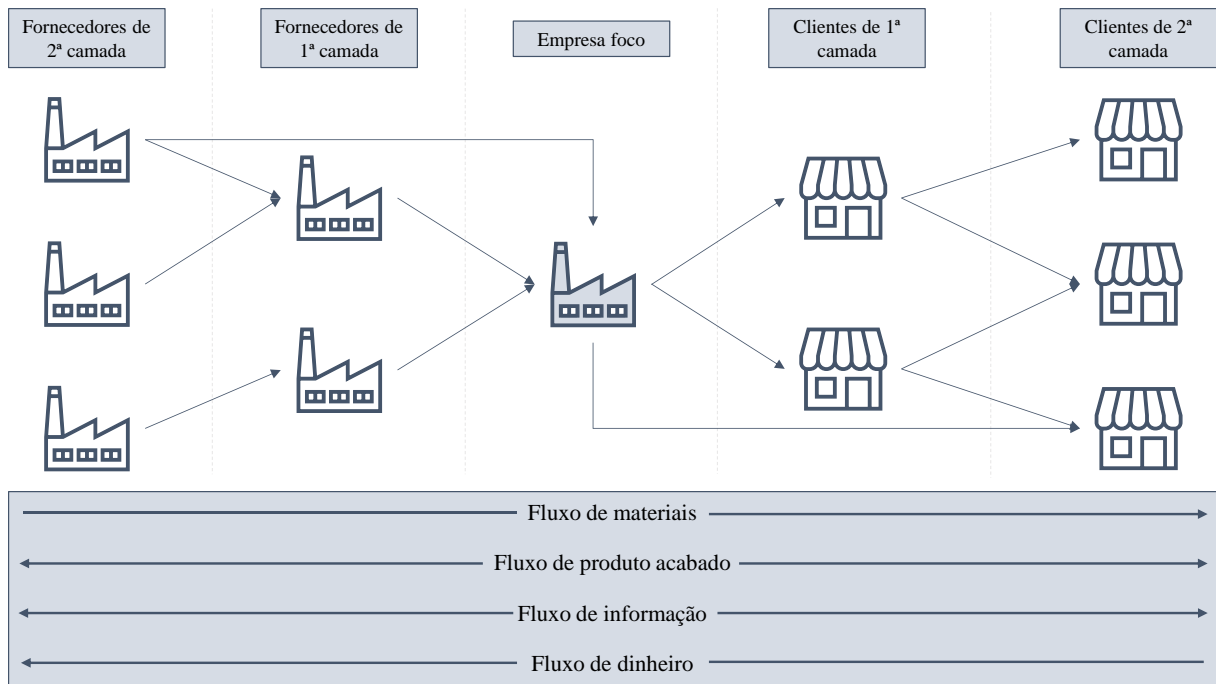 Fornecedores de
2ª camada
Fornecedores de
1ª camada
Empresa foco
Clientes de 1ª
camada
Clientes de 2ª
camada
Fluxo de materiais
Fluxo de produto acabado
Fluxo de informação
Fluxo de dinheiro